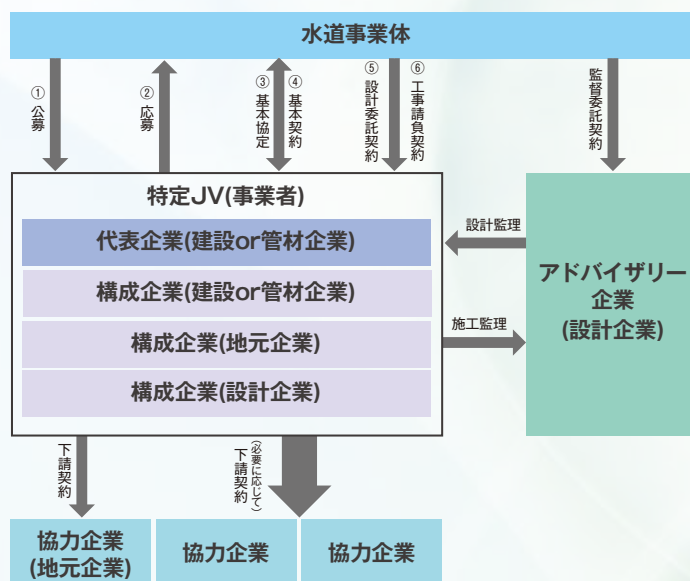 水道事業体
①公募
②応募
③基本協定
④基本契約
⑤設計委託契約
⑥工事請負契約
監督委託契約
特定JV(事業者)
代表企業(建設or管材企業)
構成企業(建設or管材企業)
構成企業(地元企業)
構成企業(設計企業)
設計監理
施工監理
アドバイザリー
企業
(設計企業)
下請契約
(必要に応じて)
下請契約
協力企業
(地元企業)
協力企業
協力企業